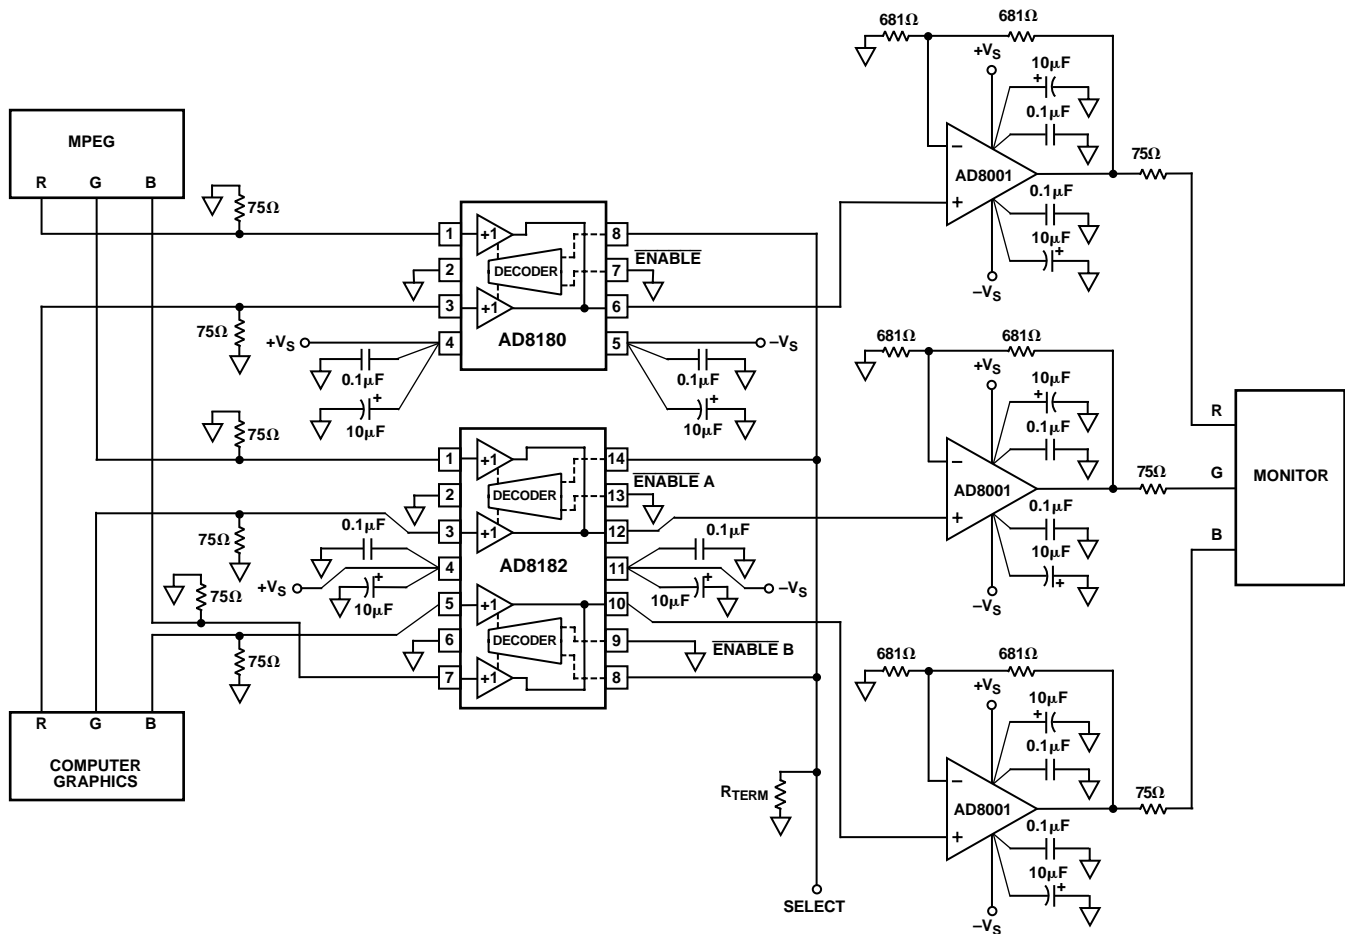 681Ω 681Ω
+VS
10µF
+
0.1µF
AD8001
−
+
75Ω
0.1µF
10µF
+
−VS
MPEG
R G B
75Ω
75Ω
1 +1 8
ENABLE
2 DECODER 7
3 +1 6
+VS 4 AD8180 5 −VS
0.1µF 0.1µF
+ +
10µF 10µF
75Ω
1 +1 14
ENABLE A
2 DECODER 13
3 +1 12
75Ω
0.1µF 0.1µF
+VS 4 AD8182 11 −VS
+ +
10µF 10µF
75Ω
5 +1 10
6 DECODER 9 ENABLE B
7 +1 8
75Ω
R G B
COMPUTER
GRAPHICS
RTERM
SELECT
681Ω 681Ω
+VS
10µF
+
0.1µF
AD8001
−
+
75Ω
0.1µF
10µF
+
−VS
R
G
B
MONITOR
681Ω 681Ω
+VS
10µF
+
0.1µF
AD8001
−
+
75Ω
0.1µF
10µF
+
−VS